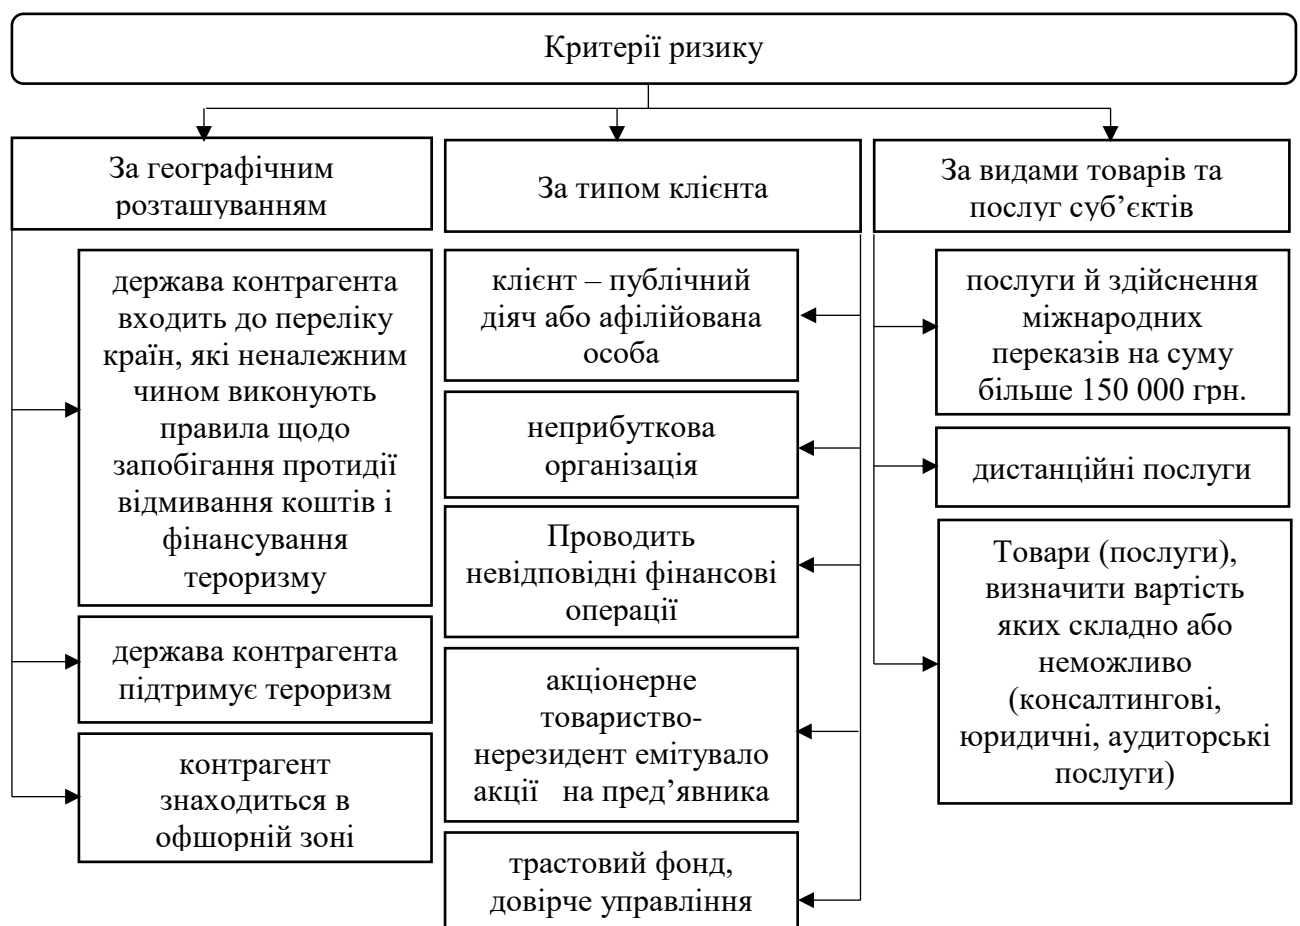 Критерії ризику
За географічним
розташуванням
держава контрагента
входить до переліку
країн, які неналежним
чином виконують
правила щодо
запобігання протидії
відмивання коштів і
фінансування
тероризму
держава контрагента
підтримує тероризм
контрагент
знаходиться в
офшорній зоні
За типом клієнта
клієнт – публічний
діяч або афілійована
особа
неприбуткова
організація
Проводить
невідповідні фінансові
операції
акціонерне
товариство-
нерезидент емітувало
акції на пред’явника
трастовий фонд,
довірче управління
За видами товарів та
послуг суб’єктів
послуги й здійснення
міжнародних
переказів на суму
більше 150 000 грн.
дистанційні послуги
Товари (послуги),
визначити вартість
яких складно або
неможливо
(консалтингові,
юридичні, аудиторські
послуги)